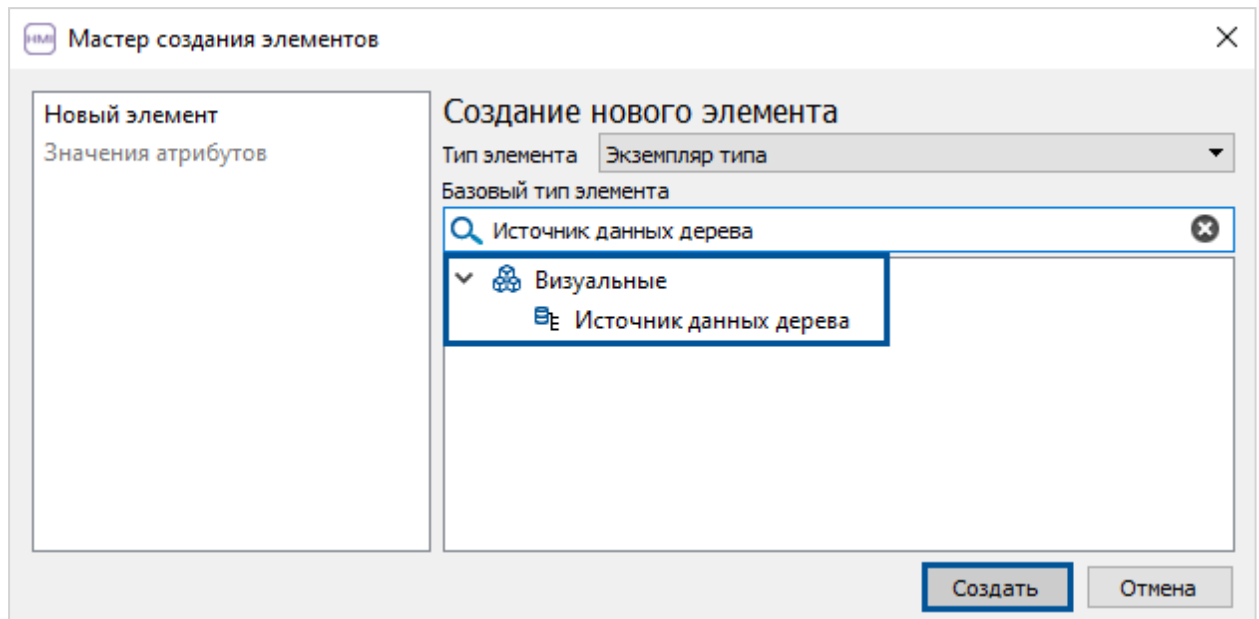 HMI Мастер создания элементов
Новый элемент
Значения атрибутов
Создание нового элемента
Тип элемента Экземпляр типа
Базовый тип элемента
Источник данных дерева
Визуальные
Источник данных дерева
Создать Отмена